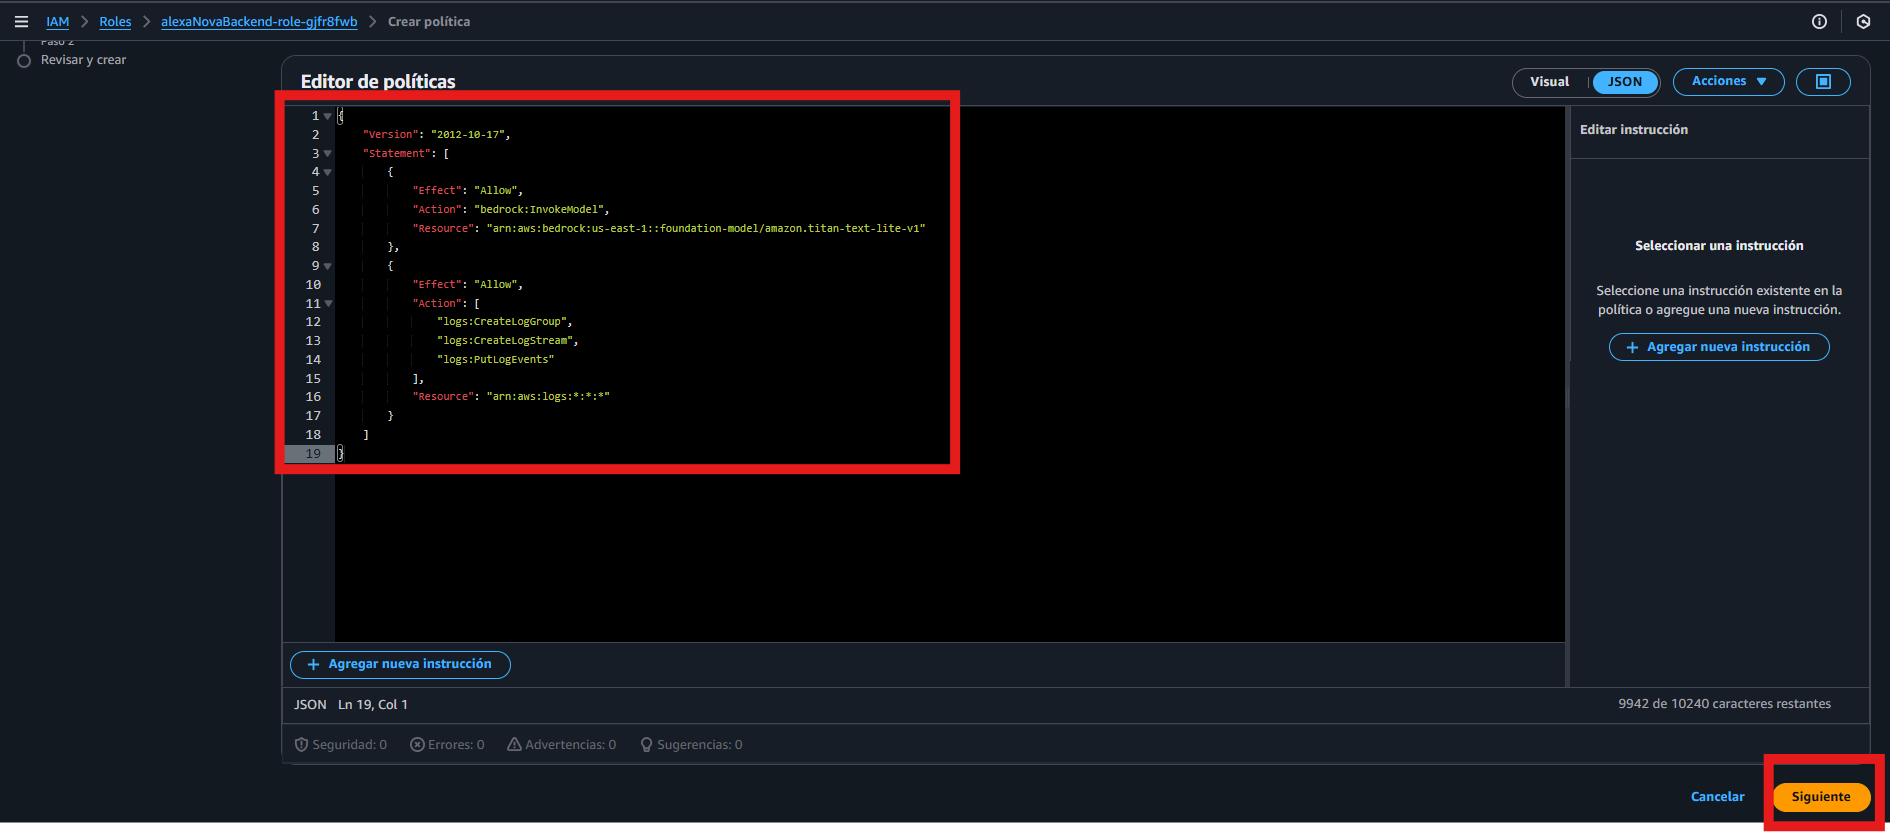 IAM > Roles > alexaNovaBackend-role-gjfr8fwb > Crear política
Paso 2
Revisar y crear
Editor de políticas
Visual | JSON Acciones
1 {
2 "Version": "2012-10-17",
3 "Statement": [
4 {
5 "Effect": "Allow",
6 "Action": "bedrock:InvokeModel",
7 "Resource": "arn:aws:bedrock:us-east-1::foundation-model/amazon.titan-text-lite-v1"
8 },
9 {
10 "Effect": "Allow",
11 "Action": [
12 "logs:CreateLogGroup",
13 "logs:CreateLogStream",
14 "logs:PutLogEvents"
15 ],
16 "Resource": "arn:aws:logs:*:*:*"
17 }
18 ]
19 }
Editar instrucción
Seleccionar una instrucción
Seleccione una instrucción existente en la
política o agregue una nueva instrucción.
+ Agregar nueva instrucción
+ Agregar nueva instrucción
JSON Ln 19, Col 1
9942 de 10240 caracteres restantes
Seguridad: 0 Errores: 0 Advertencias: 0 Sugerencias: 0
Cancelar Siguiente